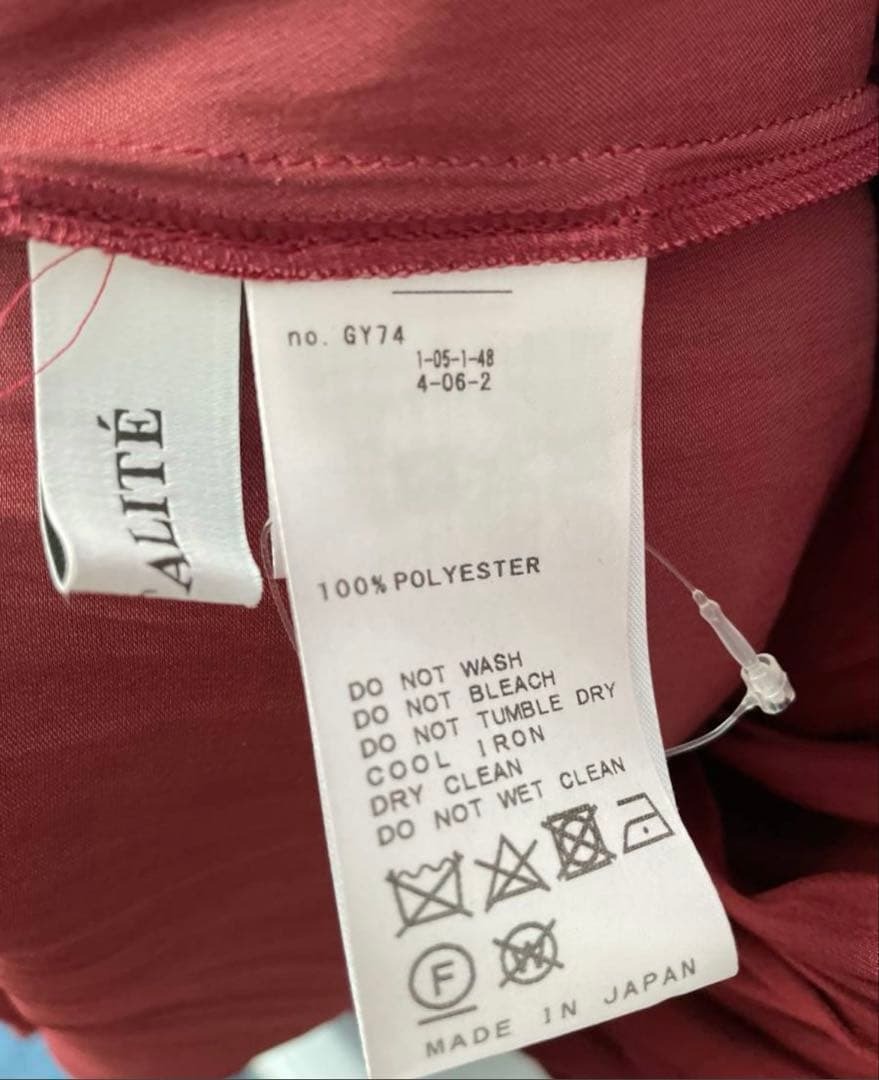 ALITÉ
no. GY74
1-05-1-48
4-06-2
100% POLYESTER
DO NOT WASH
DO NOT BLEACH
DO NOT TUMBLE DRY
COOL IRON
DRY CLEAN
DO NOT WET CLEAN
F
W
MADE IN JAPAN